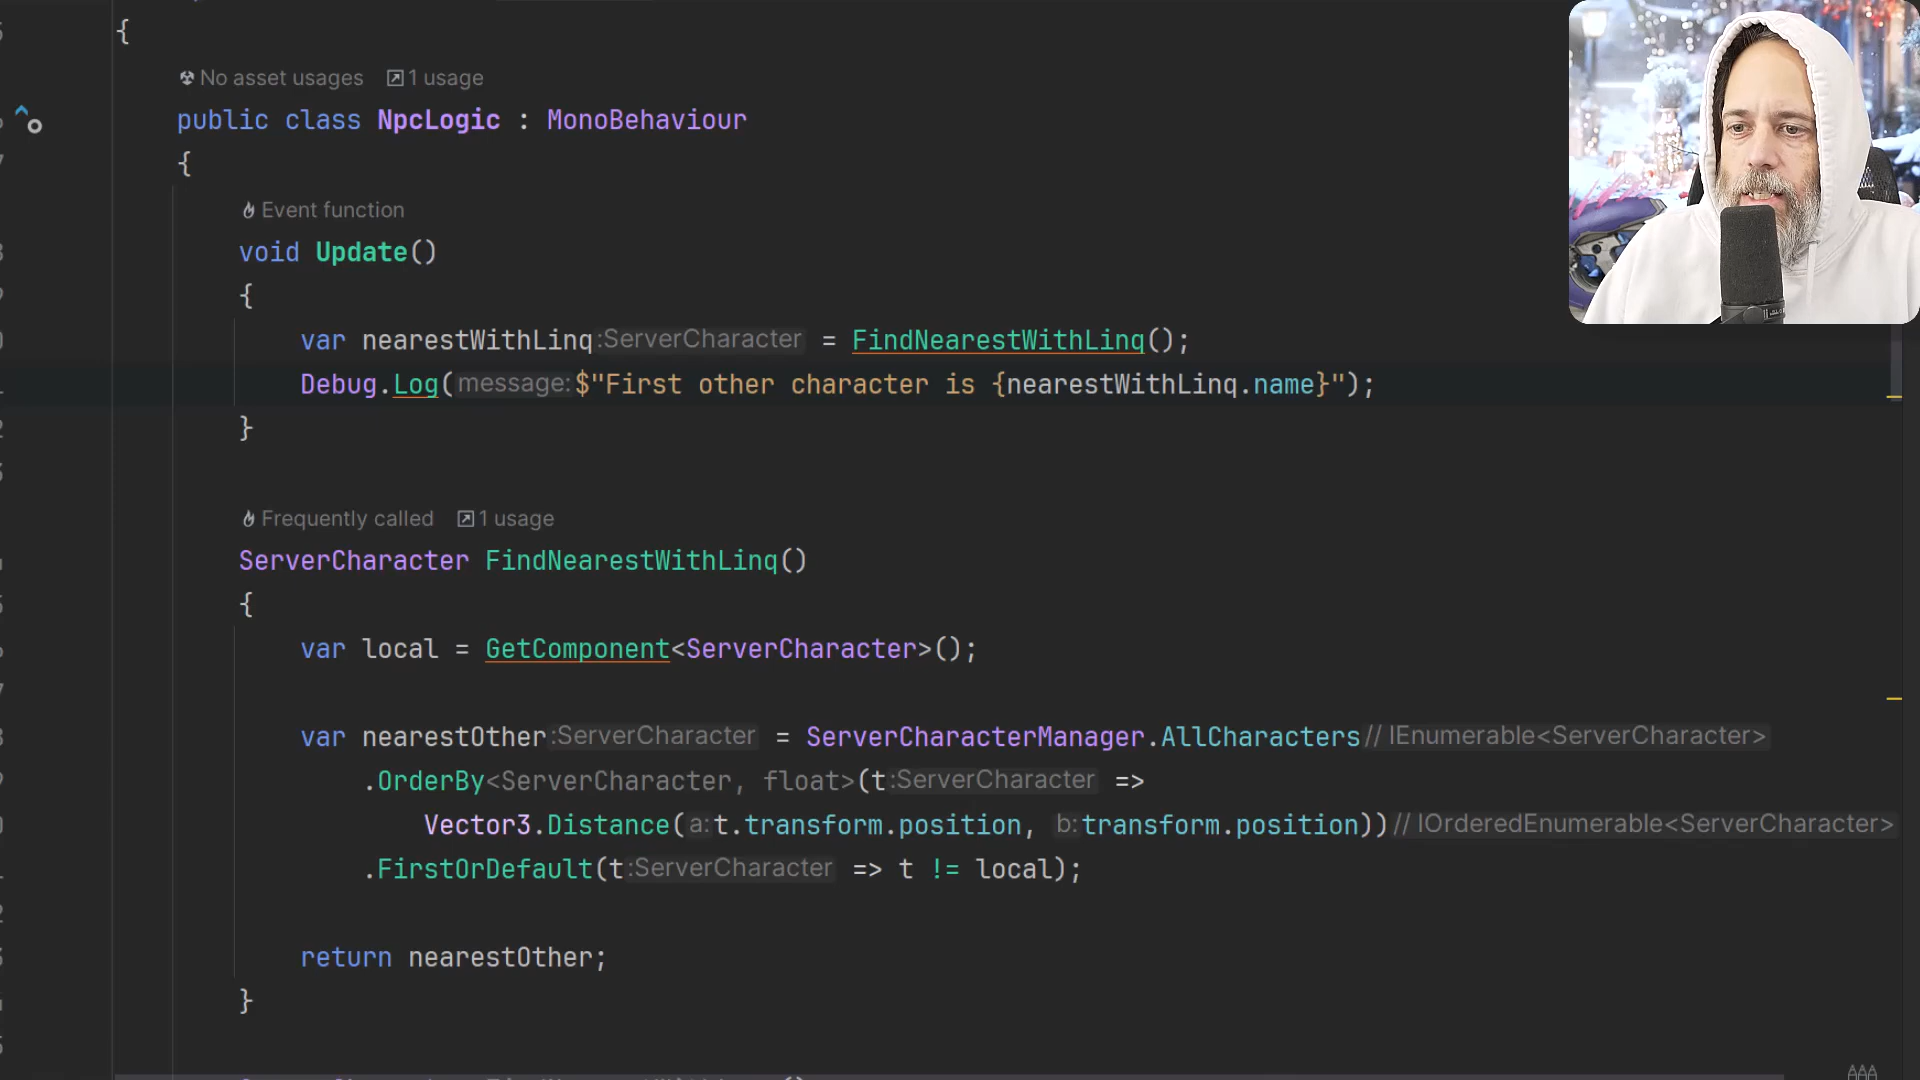 {
No asset usages 1 usage
public class NpcLogic : MonoBehaviour
{
Event function
void Update()
{
var nearestWithLinq :ServerCharacter = FindNearestWithLinq();
Debug.Log( message: $"First other character is {nearestWithLinq.name}");
}
Frequently called 1 usage
ServerCharacter FindNearestWithLinq()
{
var local = GetComponent<ServerCharacter>();
var nearestOther :ServerCharacter = ServerCharacterManager.AllCharacters // IEnumerable<ServerCharacter>
.OrderBy<ServerCharacter, float>(t :ServerCharacter =>
Vector3.Distance( a: t.transform.position, b: transform.position)) // IOrderedEnumerable<ServerCharacter>
.FirstOrDefault(t :ServerCharacter => t != local);
return nearestOther;
}